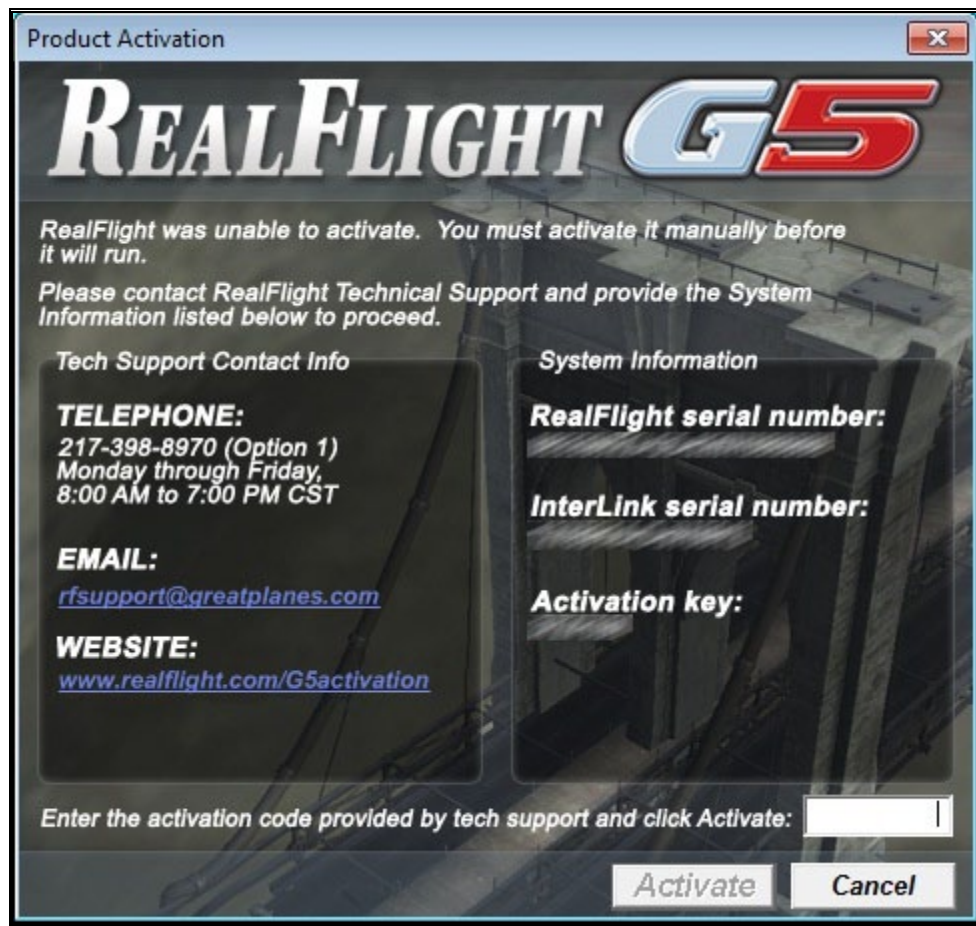 Product Activation
REALFLIGHT G5
RealFlight was unable to activate. You must activate it manually before
it will run.
Please contact RealFlight Technical Support and provide the System
Information listed below to proceed.
Tech Support Contact Info
TELEPHONE:
217-398-8970 (Option 1)
Monday through Friday,
8:00 AM to 7:00 PM CST
EMAIL:
rfsupport@greatplanes.com
WEBSITE:
www.realflight.com/G5activation
System Information
RealFlight serial number:
InterLink serial number:
Activation key:
Enter the activation code provided by tech support and click Activate:
Activate
Cancel